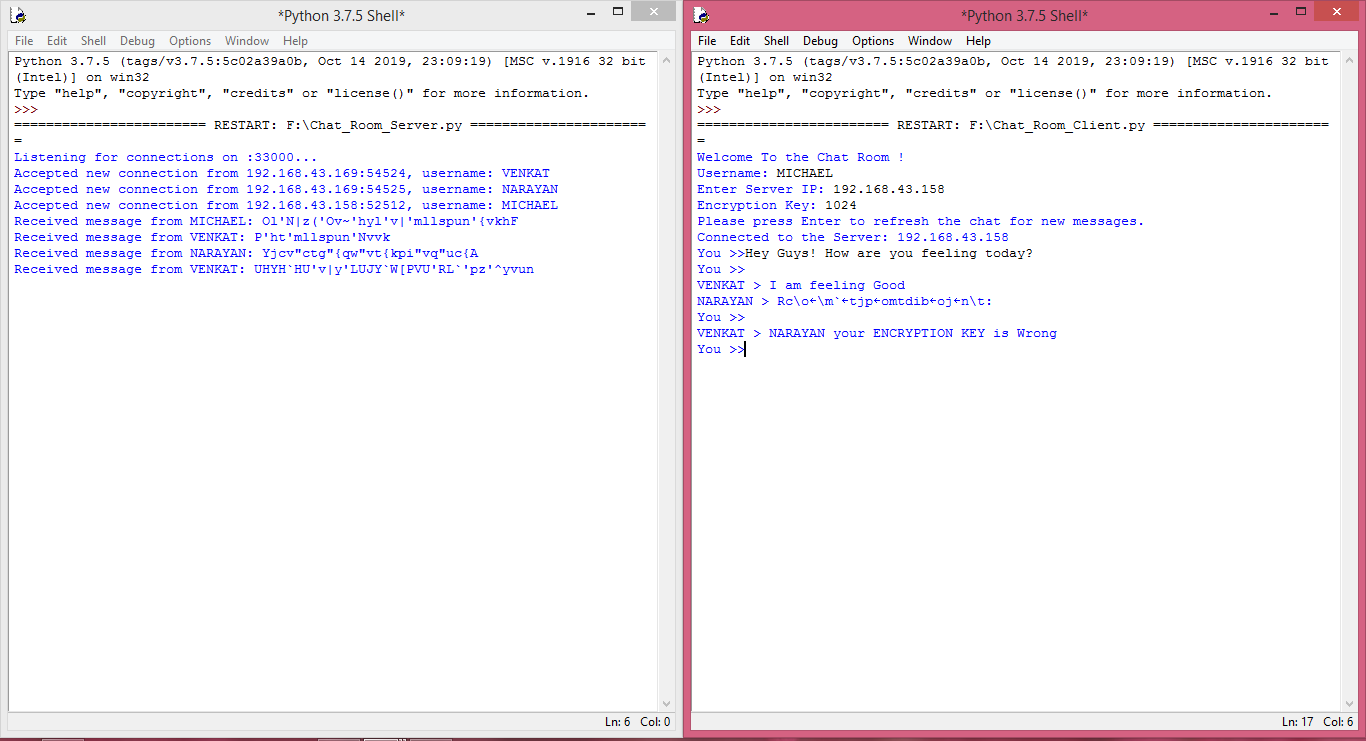 *Python 3.7.5 Shell*
File Edit Shell Debug Options Window Help
Python 3.7.5 (tags/v3.7.5:5c02a39a0b, Oct 14 2019, 23:09:19) [MSC v.1916 32 bit
(Intel)] on win32
Type "help", "copyright", "credits" or "license()" for more information.
>>>
======================== RESTART: F:\Chat_Room_Server.py ======================
=
Listening for connections on :33000...
Accepted new connection from 192.168.43.169:54524, username: VENKAT
Accepted new connection from 192.168.43.169:54525, username: NARAYAN
Accepted new connection from 192.168.43.158:52512, username: MICHAEL
Received message from MICHAEL: Ol'N|z('Ov~'hyl'v|'mllspun'{vkhF
Received message from VENKAT: P'ht'mllspun'Nvvk
Received message from NARAYAN: Yjcv"ctg"{qw"vt{kpi"vq"uc{A
Received message from VENKAT: UHYH`HU'v|y'LUJY`W[PVU'RL`'pz'^yvun
Ln: 6 Col: 0
*Python 3.7.5 Shell*
File Edit Shell Debug Options Window Help
Python 3.7.5 (tags/v3.7.5:5c02a39a0b, Oct 14 2019, 23:09:19) [MSC v.1916 32 bit
(Intel)] on win32
Type "help", "copyright", "credits" or "license()" for more information.
>>>
======================== RESTART: F:\Chat_Room_Client.py ======================
=
Welcome To the Chat Room !
Username: MICHAEL
Enter Server IP: 192.168.43.158
Encryption Key: 1024
Please press Enter to refresh the chat for new messages.
Connected to the Server: 192.168.43.158
You >>Hey Guys! How are you feeling today?
You >>
VENKAT > I am feeling Good
NARAYAN > Rc\o←\m`←tjp←omtdib←oj←n\t:
You >>
VENKAT > NARAYAN your ENCRYPTION KEY is Wrong
You >>
Ln: 17 Col: 6